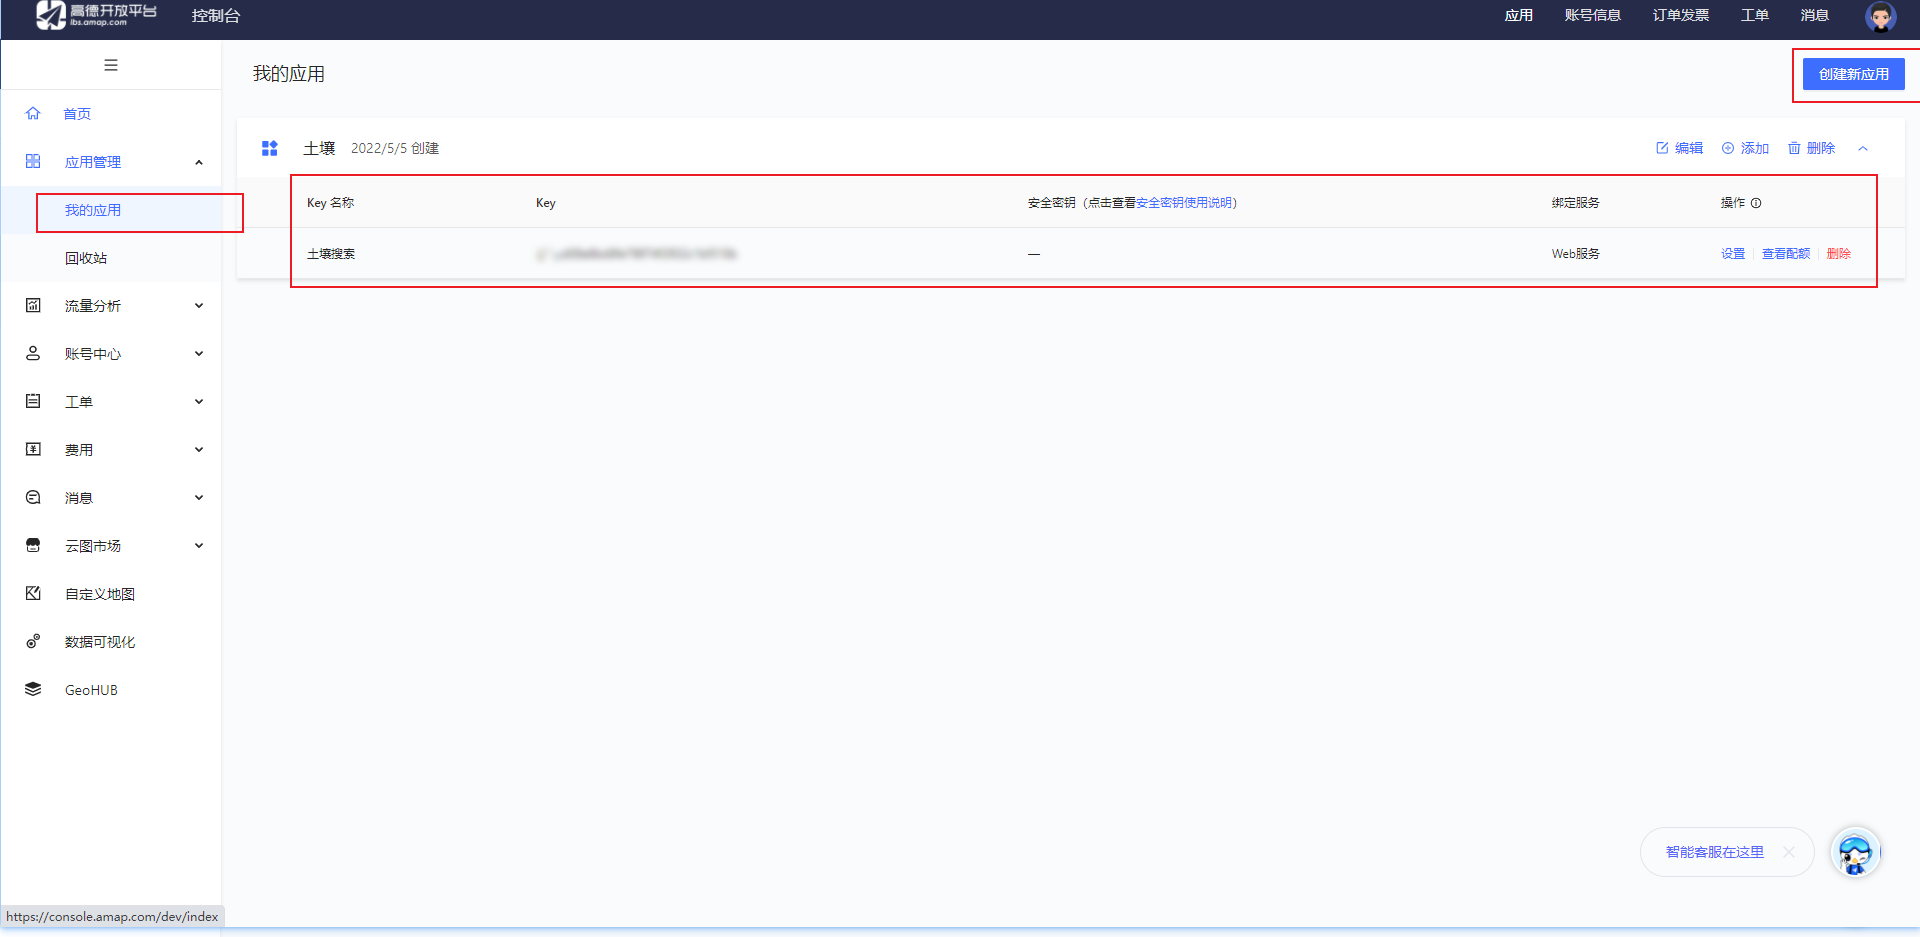 高德开放平台 控制台 应用 账号信息 订单发票 工单 消息
lbs.amap.com
我的应用 创建新应用
首页
土壤 2022/5/5 创建 编辑 添加 删除
应用管理
Key 名称 Key 安全密钥（点击查看安全密钥使用说明） 绑定服务 操作
我的应用
土壤搜索 — Web服务 设置 查看配额 删除
回收站
流量分析
账号中心
工单
费用
消息
云图市场
自定义地图
数据可视化
GeoHUB
智能客服在这里
https://console.amap.com/dev/index